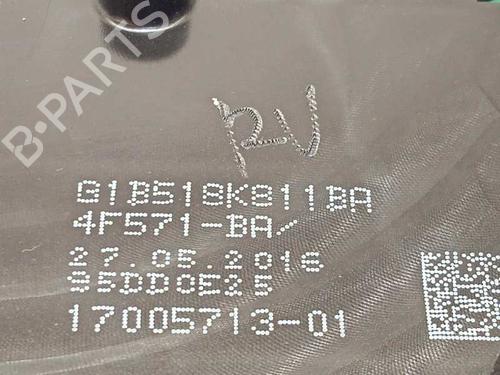 B-PARTS
RV
G1B518K811BA
4F571-BA/
27.05.2016
95DD0E25
17005713-01